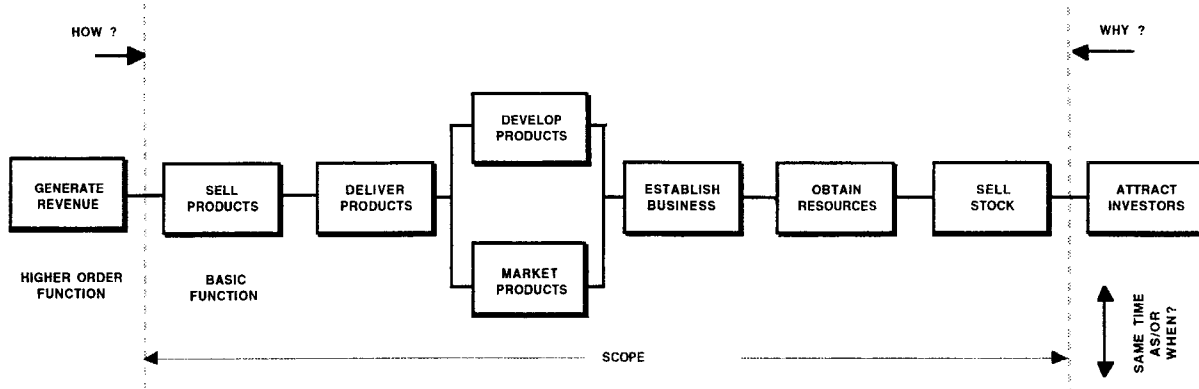 HOW ?
WHY ?
DEVELOP
PRODUCTS
GENERATE
REVENUE
SELL
PRODUCTS
DELIVER
PRODUCTS
ESTABLISH
BUSINESS
OBTAIN
RESOURCES
SELL
STOCK
ATTRACT
INVESTORS
MARKET
PRODUCTS
HIGHER ORDER
FUNCTION
BASIC
FUNCTION
SCOPE
SAME TIME
AS/OR
WHEN?